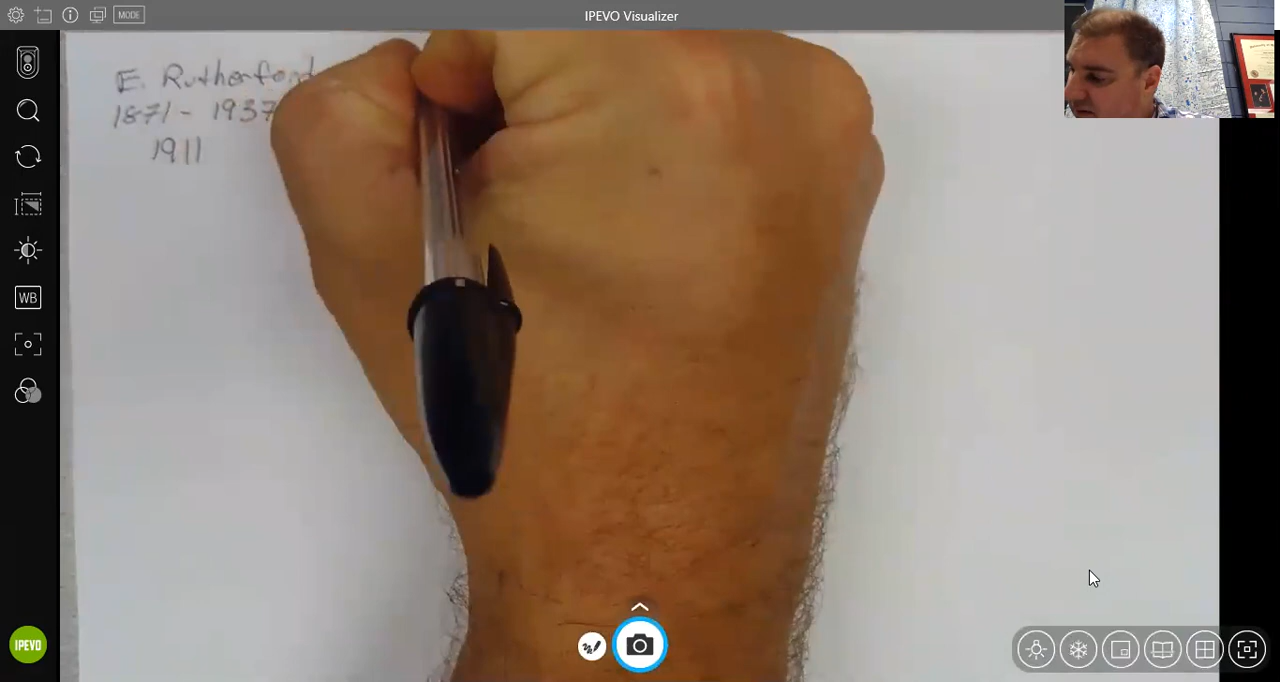 IPEVO Visualizer
MODE
E. Rutherford
1871 - 1937
1911
WB
IPEVO